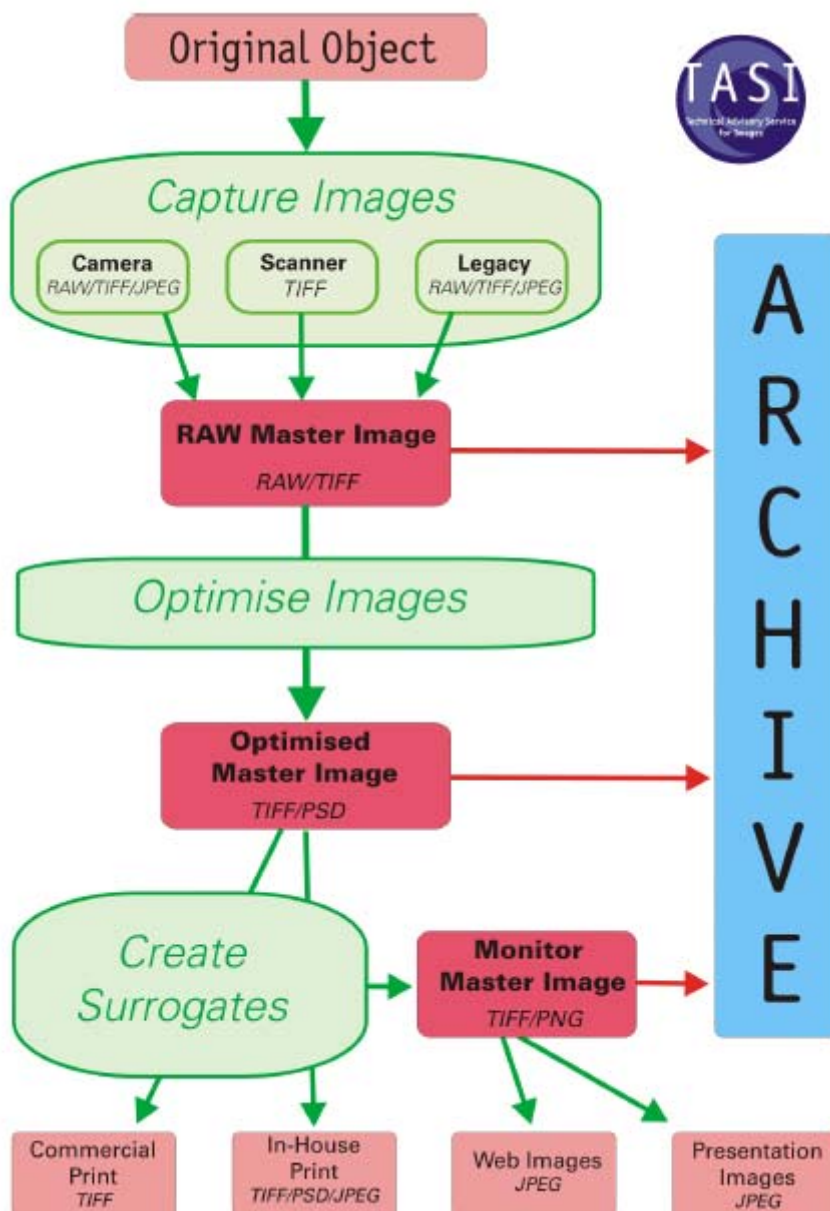 Original Object
TASI
Technical Advisory Service
for Images
Capture Images
Camera
RAW/TIFF/JPEG
Scanner
TIFF
Legacy
RAW/TIFF/JPEG
RAW Master Image
RAW/TIFF
Optimise Images
Optimised
Master Image
TIFF/PSD
Create
Surrogates
Monitor
Master Image
TIFF/PNG
Commercial
Print
TIFF
In-House
Print
TIFF/PSD/JPEG
Web Images
JPEG
Presentation
Images
JPEG
A
R
C
H
I
V
E